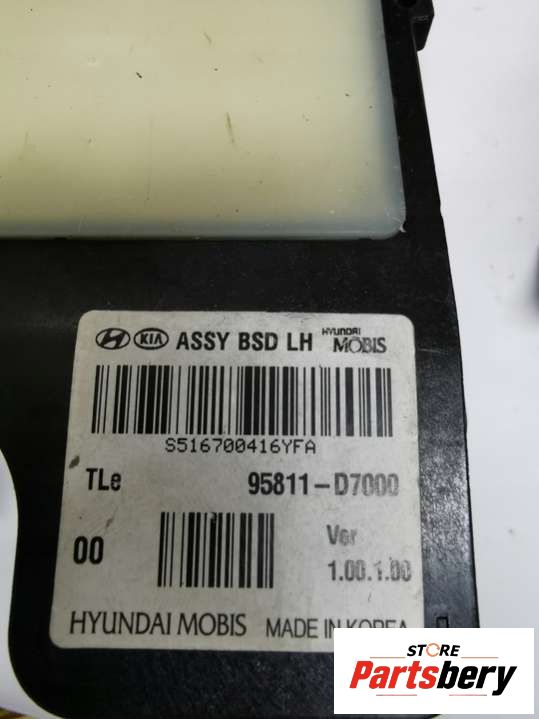 KIA ASSY BSD LH HYUNDAI MOBIS
S516700416YFA
TLe 95811-D7000
00 Ver
1.00.1.00
HYUNDAI MOBIS MADE IN KOREA
STORE
Partsbery